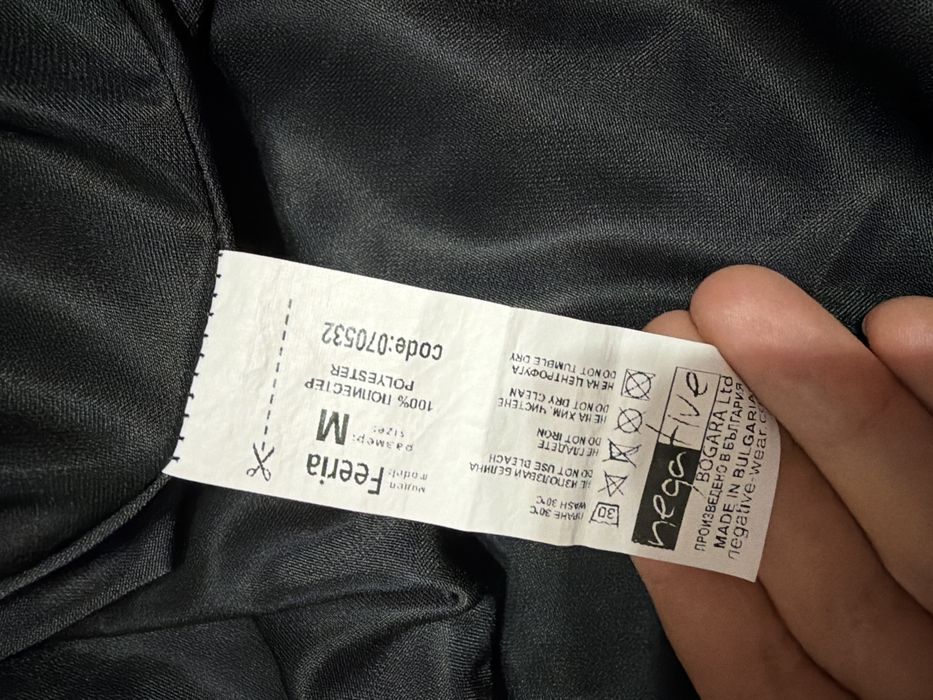 negative
BOGARA Ltd
ПРОИЗВЕДЕНО В БЪЛГАРИЯ
MADE IN BULGARIA
negative-wear.co
30
ПРАНЕ 30°C
WASH 30°C
НЕ ИЗПОЛЗВАЙ БЕЛИНА
DO NOT USE BLEACH
НЕ ГЛАДЕТЕ
DO NOT IRON
НЕ НА ХИМ. ЧИСТЕНЕ
DO NOT DRY CLEAN
НЕ НА ЦЕНТРОФУГА
DO NOT TUMBLE DRY
модел:
model:
Feeria
размер:
size:
M
100% ПОЛИЕСТЕР
POLYESTER
code:070532